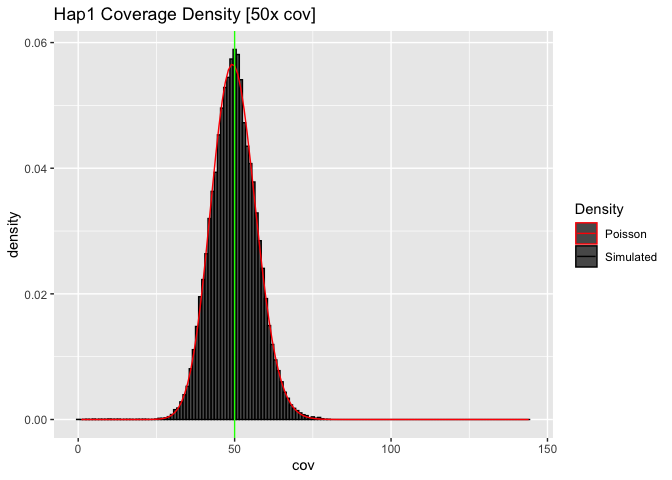 Hap1 Coverage Density [50x cov]
0.06
0.04
0.02
0.00
density
0
50
100
150
cov
Density
Poisson
Simulated